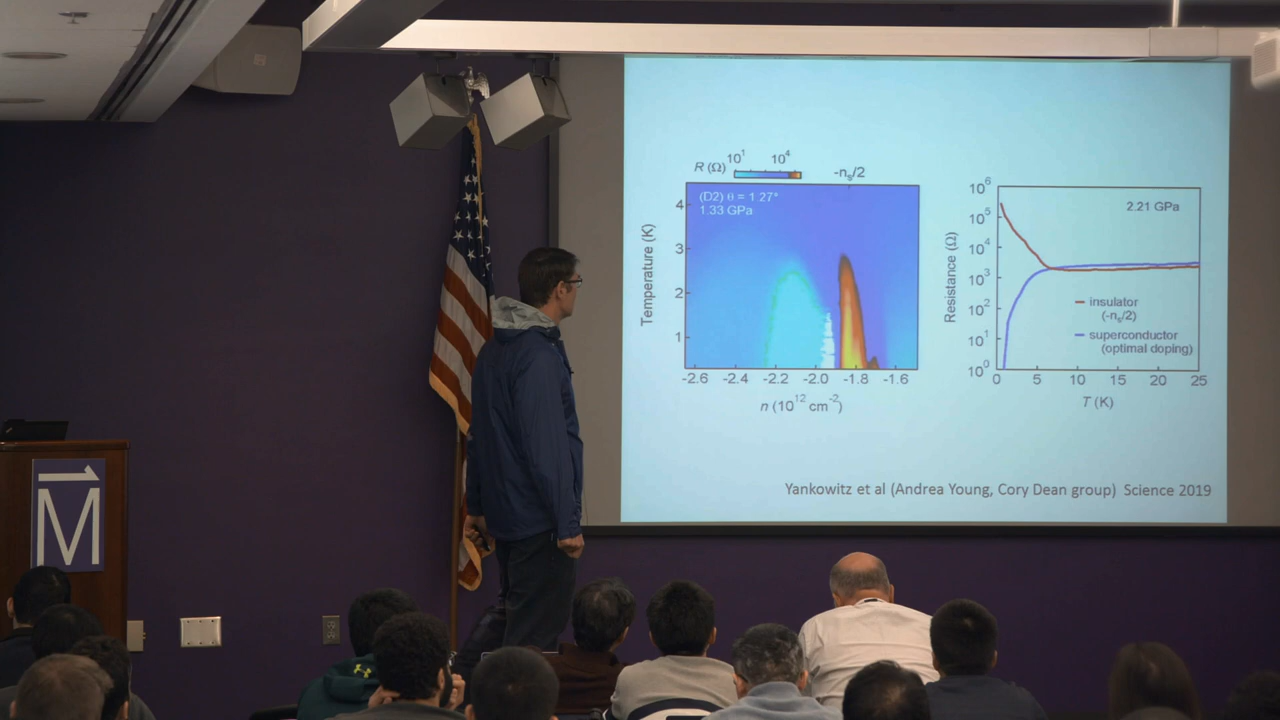 R (Ω) 10¹ 10⁴ -nₛ/2
(D2) θ = 1.27°
1.33 GPa
Temperature (K)
4
3
2
1
-2.6 -2.4 -2.2 -2.0 -1.8 -1.6
n (10¹² cm⁻²)
Resistance (Ω)
10⁶
10⁵
10⁴
10³
10²
10¹
10⁰
2.21 GPa
insulator
(-nₛ/2)
superconductor
(optimal doping)
0 5 10 15 20 25
T (K)
Yankowitz et al (Andrea Young, Cory Dean group) Science 2019
M